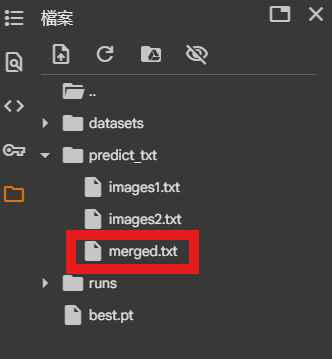 檔案
..
datasets
predict_txt
images1.txt
images2.txt
merged.txt
runs
best.pt